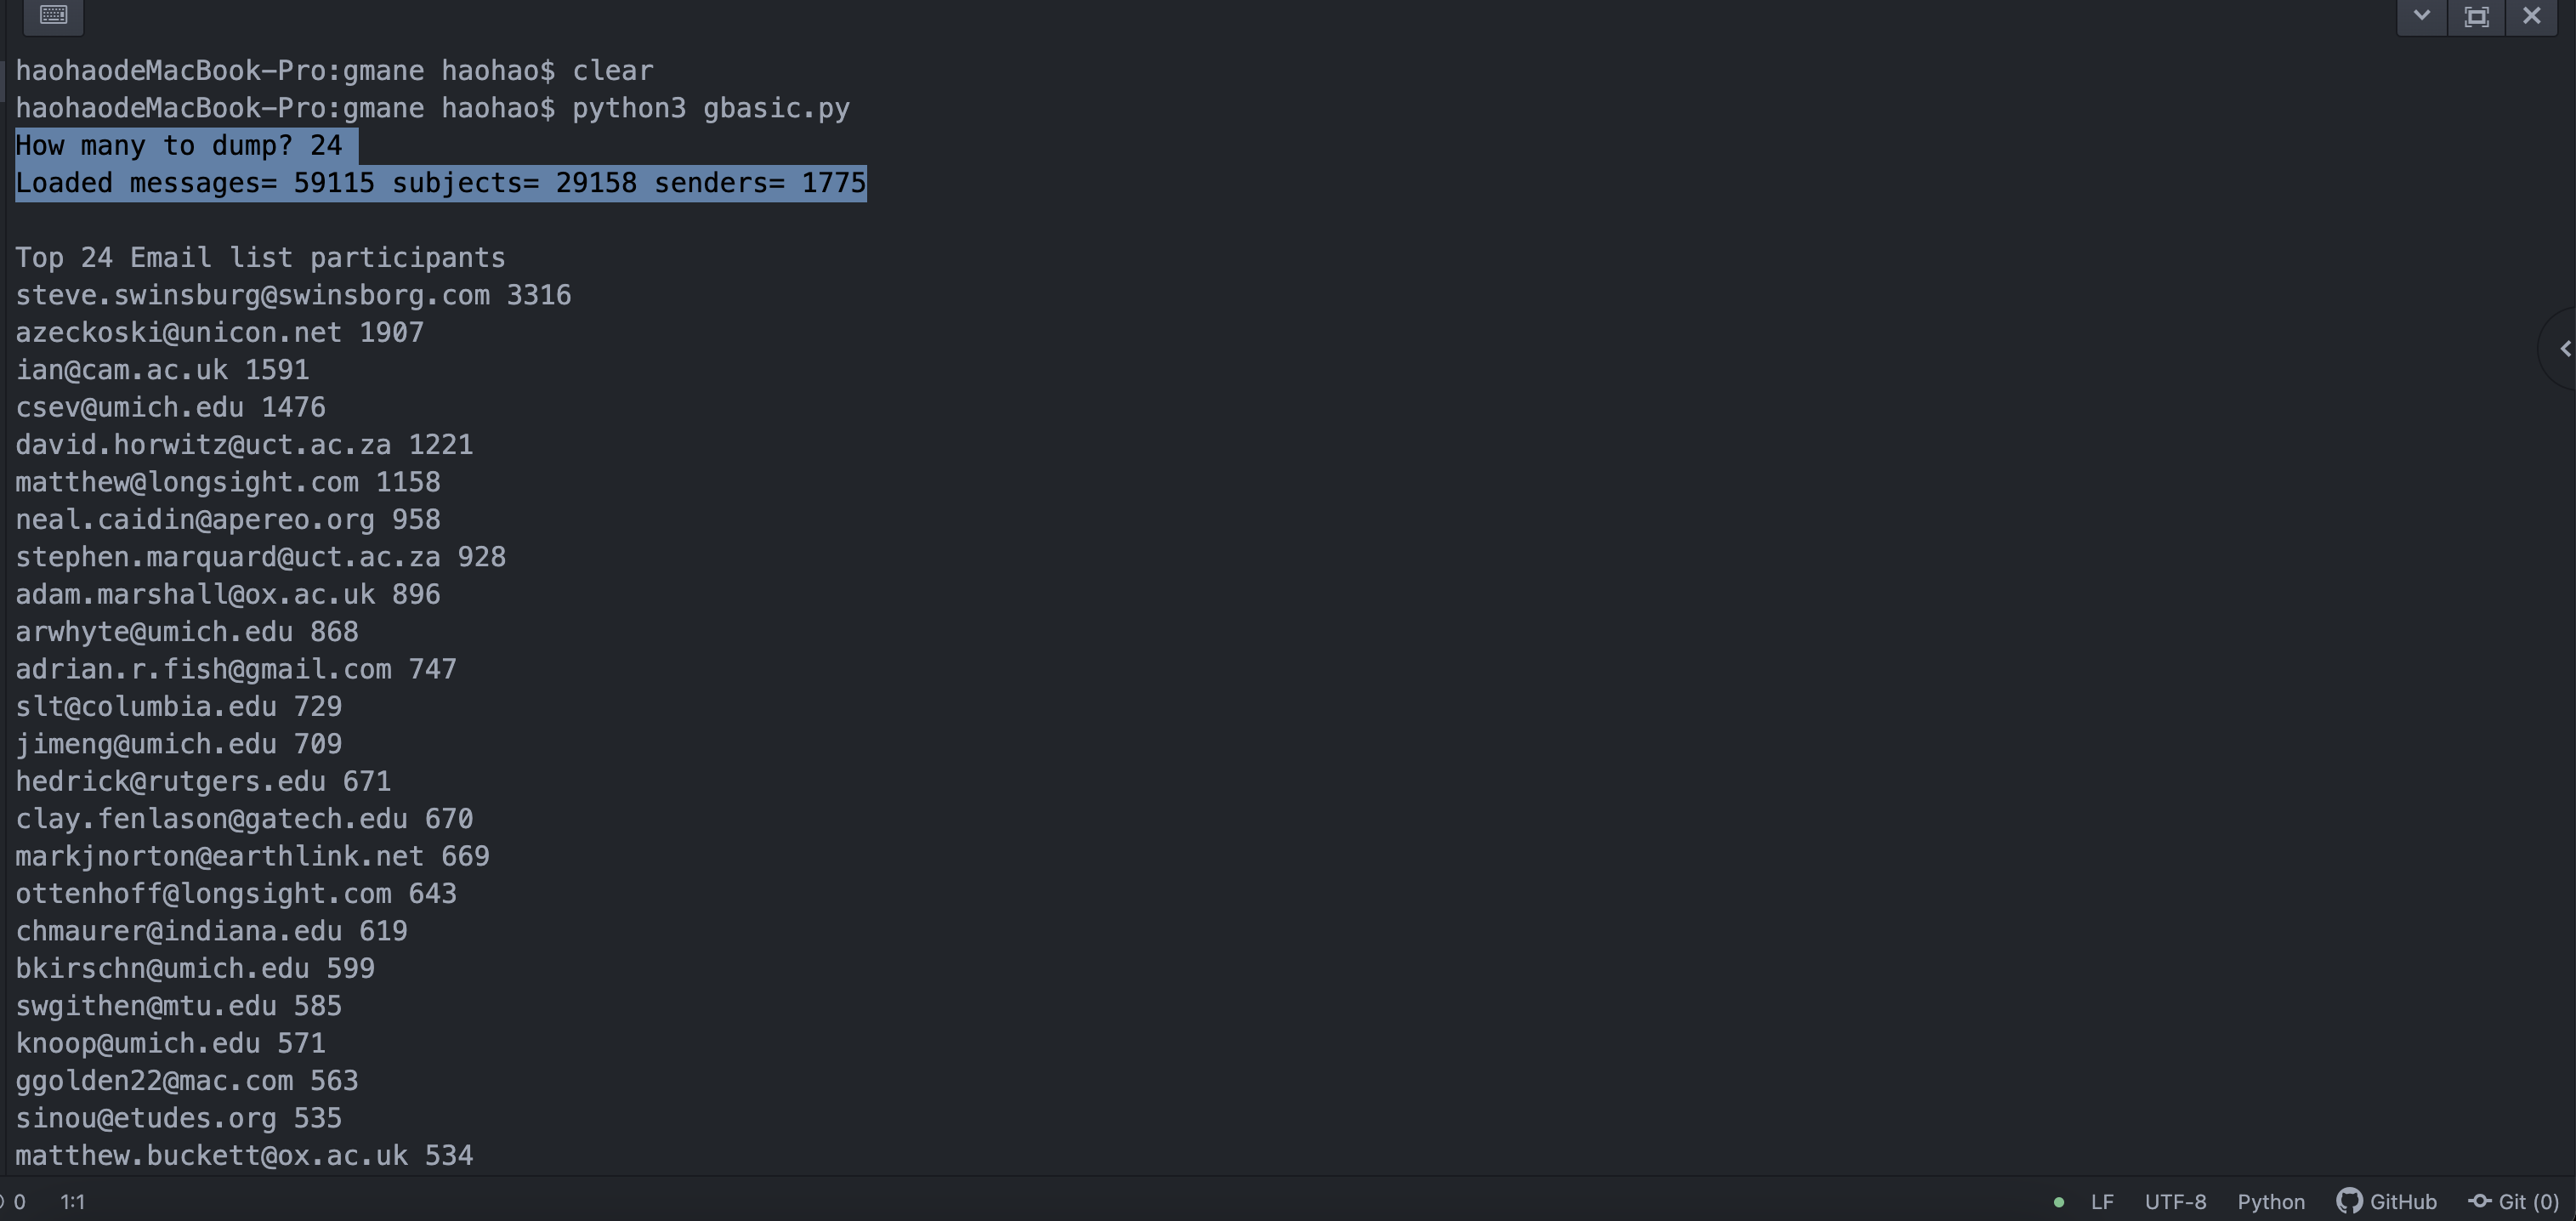 haohaodeMacBook-Pro:gmane haohao$ clear
haohaodeMacBook-Pro:gmane haohao$ python3 gbasic.py
How many to dump? 24
Loaded messages= 59115 subjects= 29158 senders= 1775
Top 24 Email list participants
steve.swinsburg@swinsborg.com 3316
azeckoski@unicon.net 1907
ian@cam.ac.uk 1591
csev@umich.edu 1476
david.horwitz@uct.ac.za 1221
matthew@longsight.com 1158
neal.caidin@apereo.org 958
stephen.marquard@uct.ac.za 928
adam.marshall@ox.ac.uk 896
arwhyte@umich.edu 868
adrian.r.fish@gmail.com 747
slt@columbia.edu 729
jimeng@umich.edu 709
hedrick@rutgers.edu 671
clay.fenlason@gatech.edu 670
markjnorton@earthlink.net 669
ottenhoff@longsight.com 643
chmaurer@indiana.edu 619
bkirschn@umich.edu 599
swgithen@mtu.edu 585
knoop@umich.edu 571
ggolden22@mac.com 563
sinou@etudes.org 535
matthew.buckett@ox.ac.uk 534
0 1:1 LF UTF-8 Python GitHub Git (0)